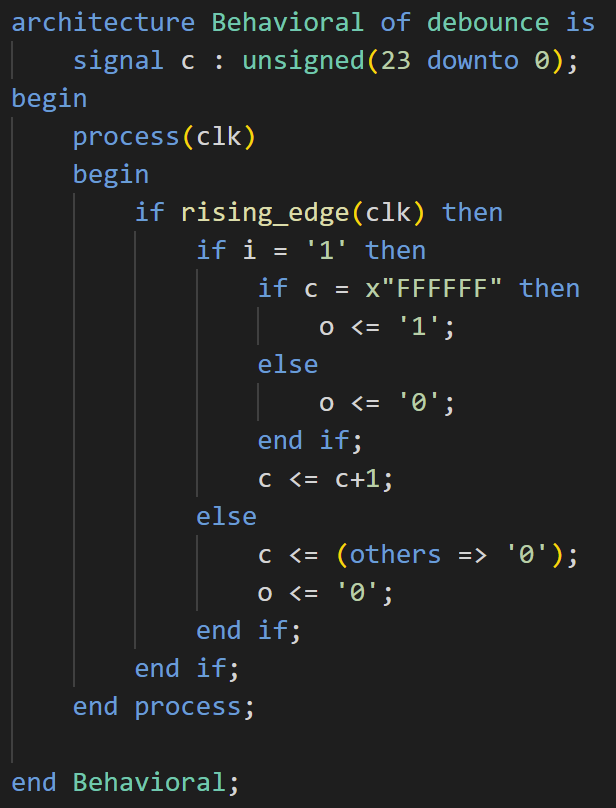 architecture Behavioral of debounce is
    signal c : unsigned(23 downto 0);
begin
    process(clk)
    begin
        if rising_edge(clk) then
            if i = '1' then
                if c = x"FFFFFF" then
                    o <= '1';
                else
                    o <= '0';
                end if;
                c <= c+1;
            else
                c <= (others => '0');
                o <= '0';
            end if;
        end if;
    end process;

end Behavioral;